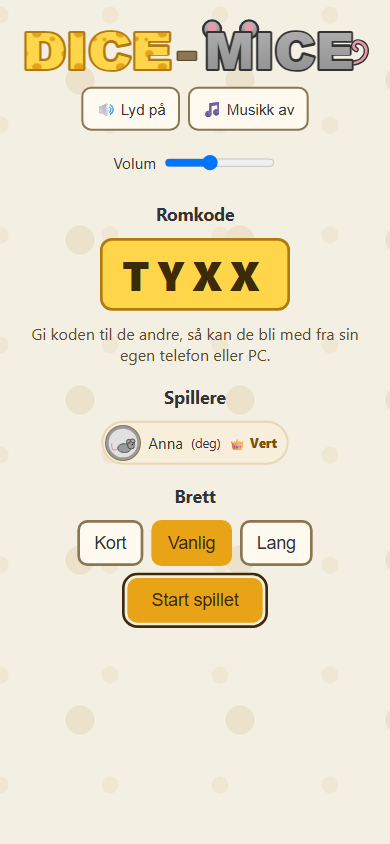 DICE-MICE
Lyd på Musikk av
Volum
Romkode
TYXX
Gi koden til de andre, så kan de bli med fra sin
egen telefon eller PC.
Spillere
Anna (deg) Vert
Brett
Kort Vanlig Lang
Start spillet